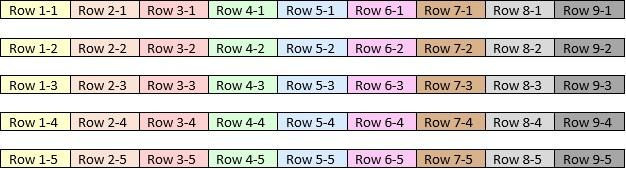 Row 1-1 Row 2-1 Row 3-1 Row 4-1 Row 5-1 Row 6-1 Row 7-1 Row 8-1 Row 9-1
Row 1-2 Row 2-2 Row 3-2 Row 4-2 Row 5-2 Row 6-2 Row 7-2 Row 8-2 Row 9-2
Row 1-3 Row 2-3 Row 3-3 Row 4-3 Row 5-3 Row 6-3 Row 7-3 Row 8-3 Row 9-3
Row 1-4 Row 2-4 Row 3-4 Row 4-4 Row 5-4 Row 6-4 Row 7-4 Row 8-4 Row 9-4
Row 1-5 Row 2-5 Row 3-5 Row 4-5 Row 5-5 Row 6-5 Row 7-5 Row 8-5 Row 9-5